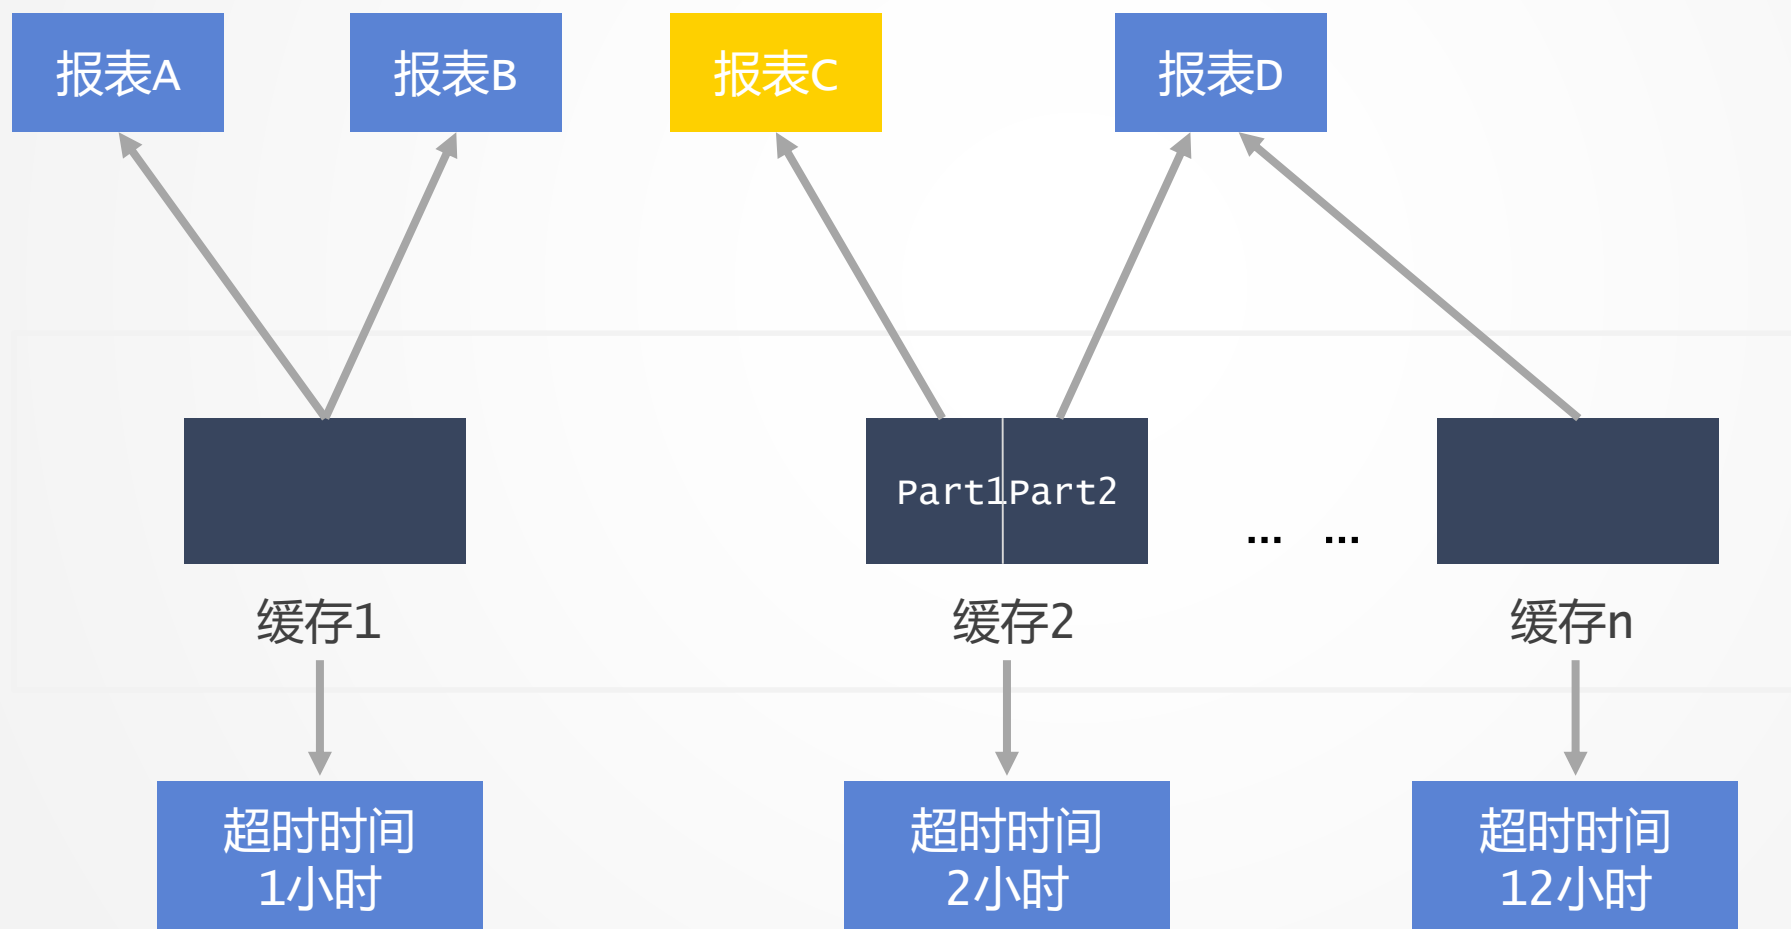 报表A
报表B
报表C
报表D
Part1
Part2
... ...
缓存1
缓存2
缓存n
超时时间
1小时
超时时间
2小时
超时时间
12小时